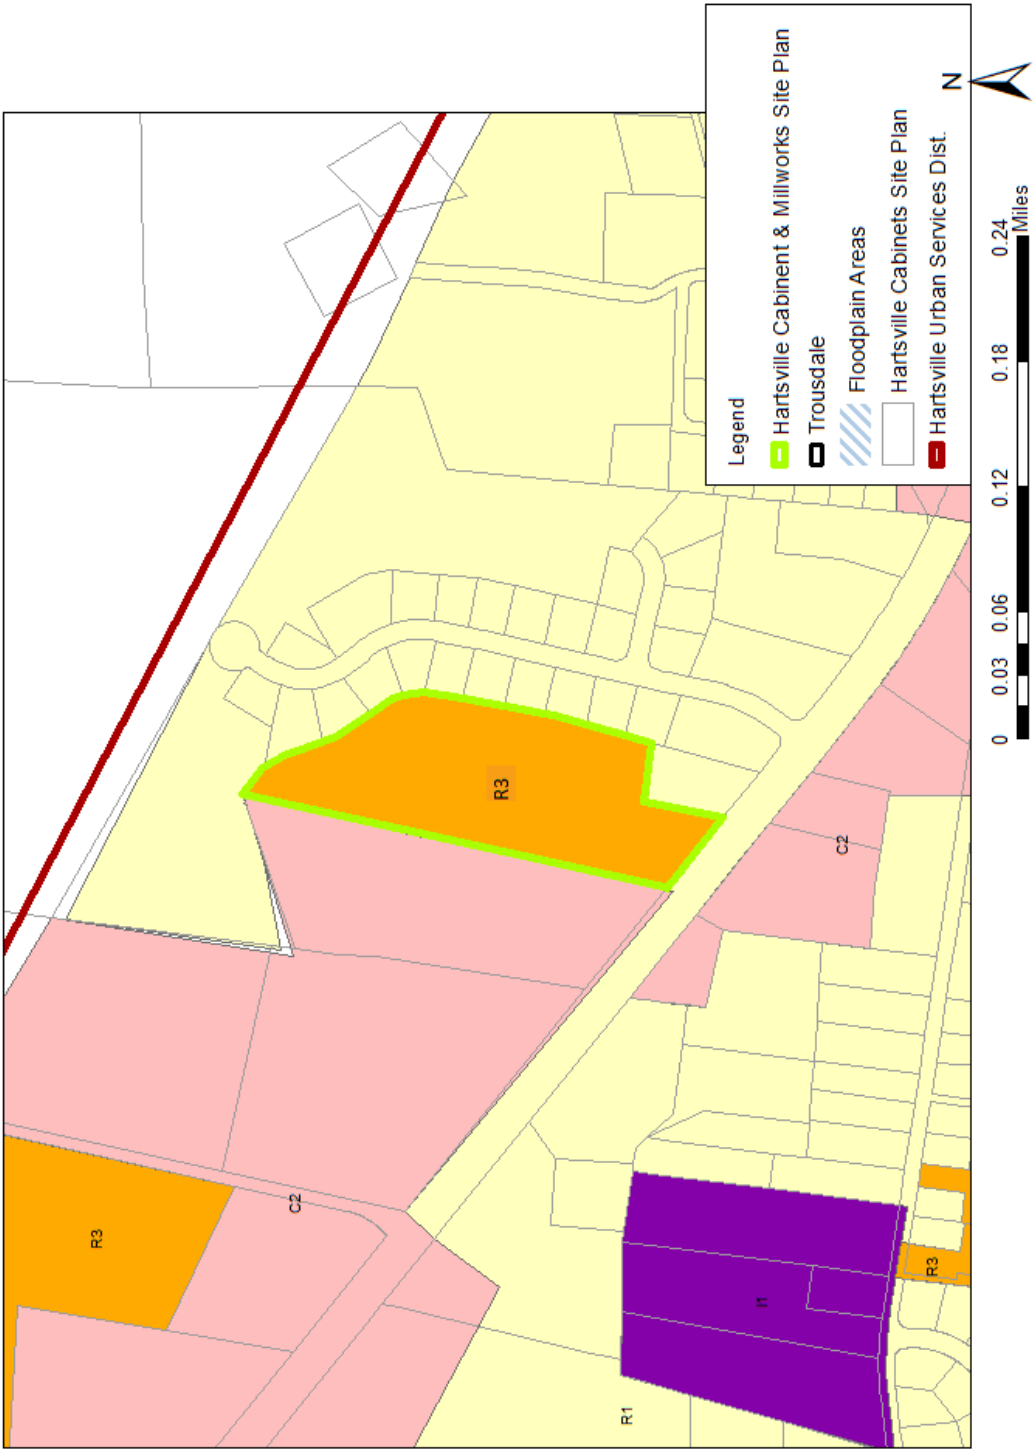 R3
C2
R3
C2
I1
R3
R1
Legend
Hartsville Cabinent & Millworks Site Plan
Trousdale
Floodplain Areas
Hartsville Cabinets Site Plan
Hartsville Urban Services Dist.
N
0 0.03 0.06 0.12 0.18 0.24
Miles